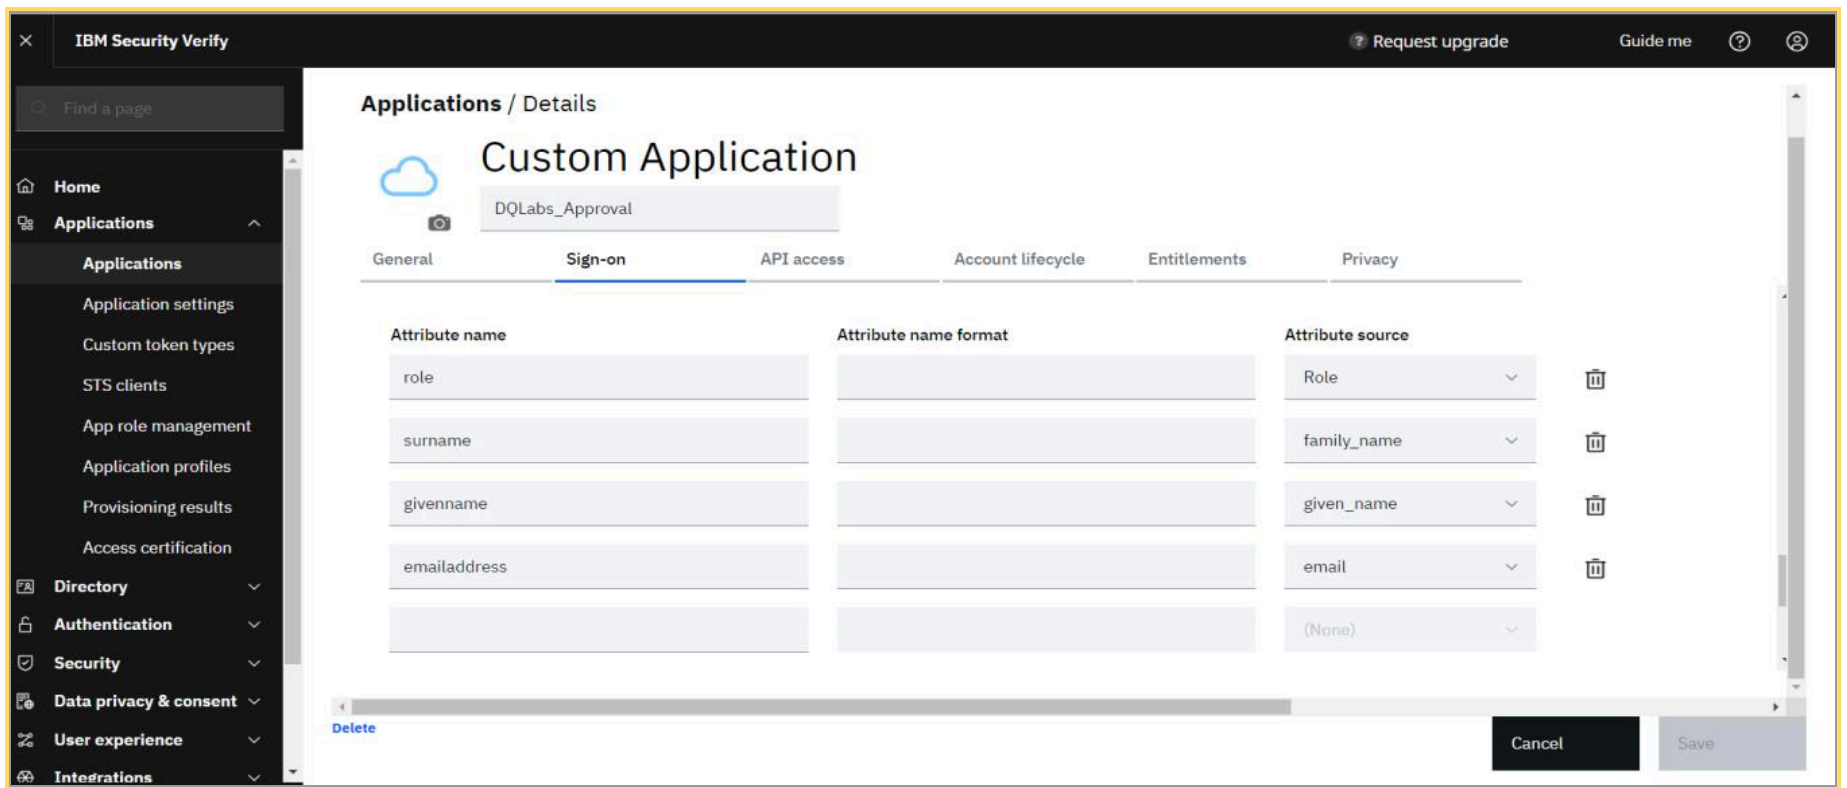 IBM Security Verify
? Request upgrade
Guide me
Find a page
Home
Applications
Applications
Application settings
Custom token types
STS clients
App role management
Application profiles
Provisioning results
Access certification
Directory
Authentication
Security
Data privacy & consent
User experience
Integrations
Applications / Details
Custom Application
DQLabs_Approval
General Sign-on API access Account lifecycle Entitlements Privacy
Attribute name Attribute name format Attribute source
role Role
surname family_name
givenname given_name
emailaddress email
(None)
Delete
Cancel
Save